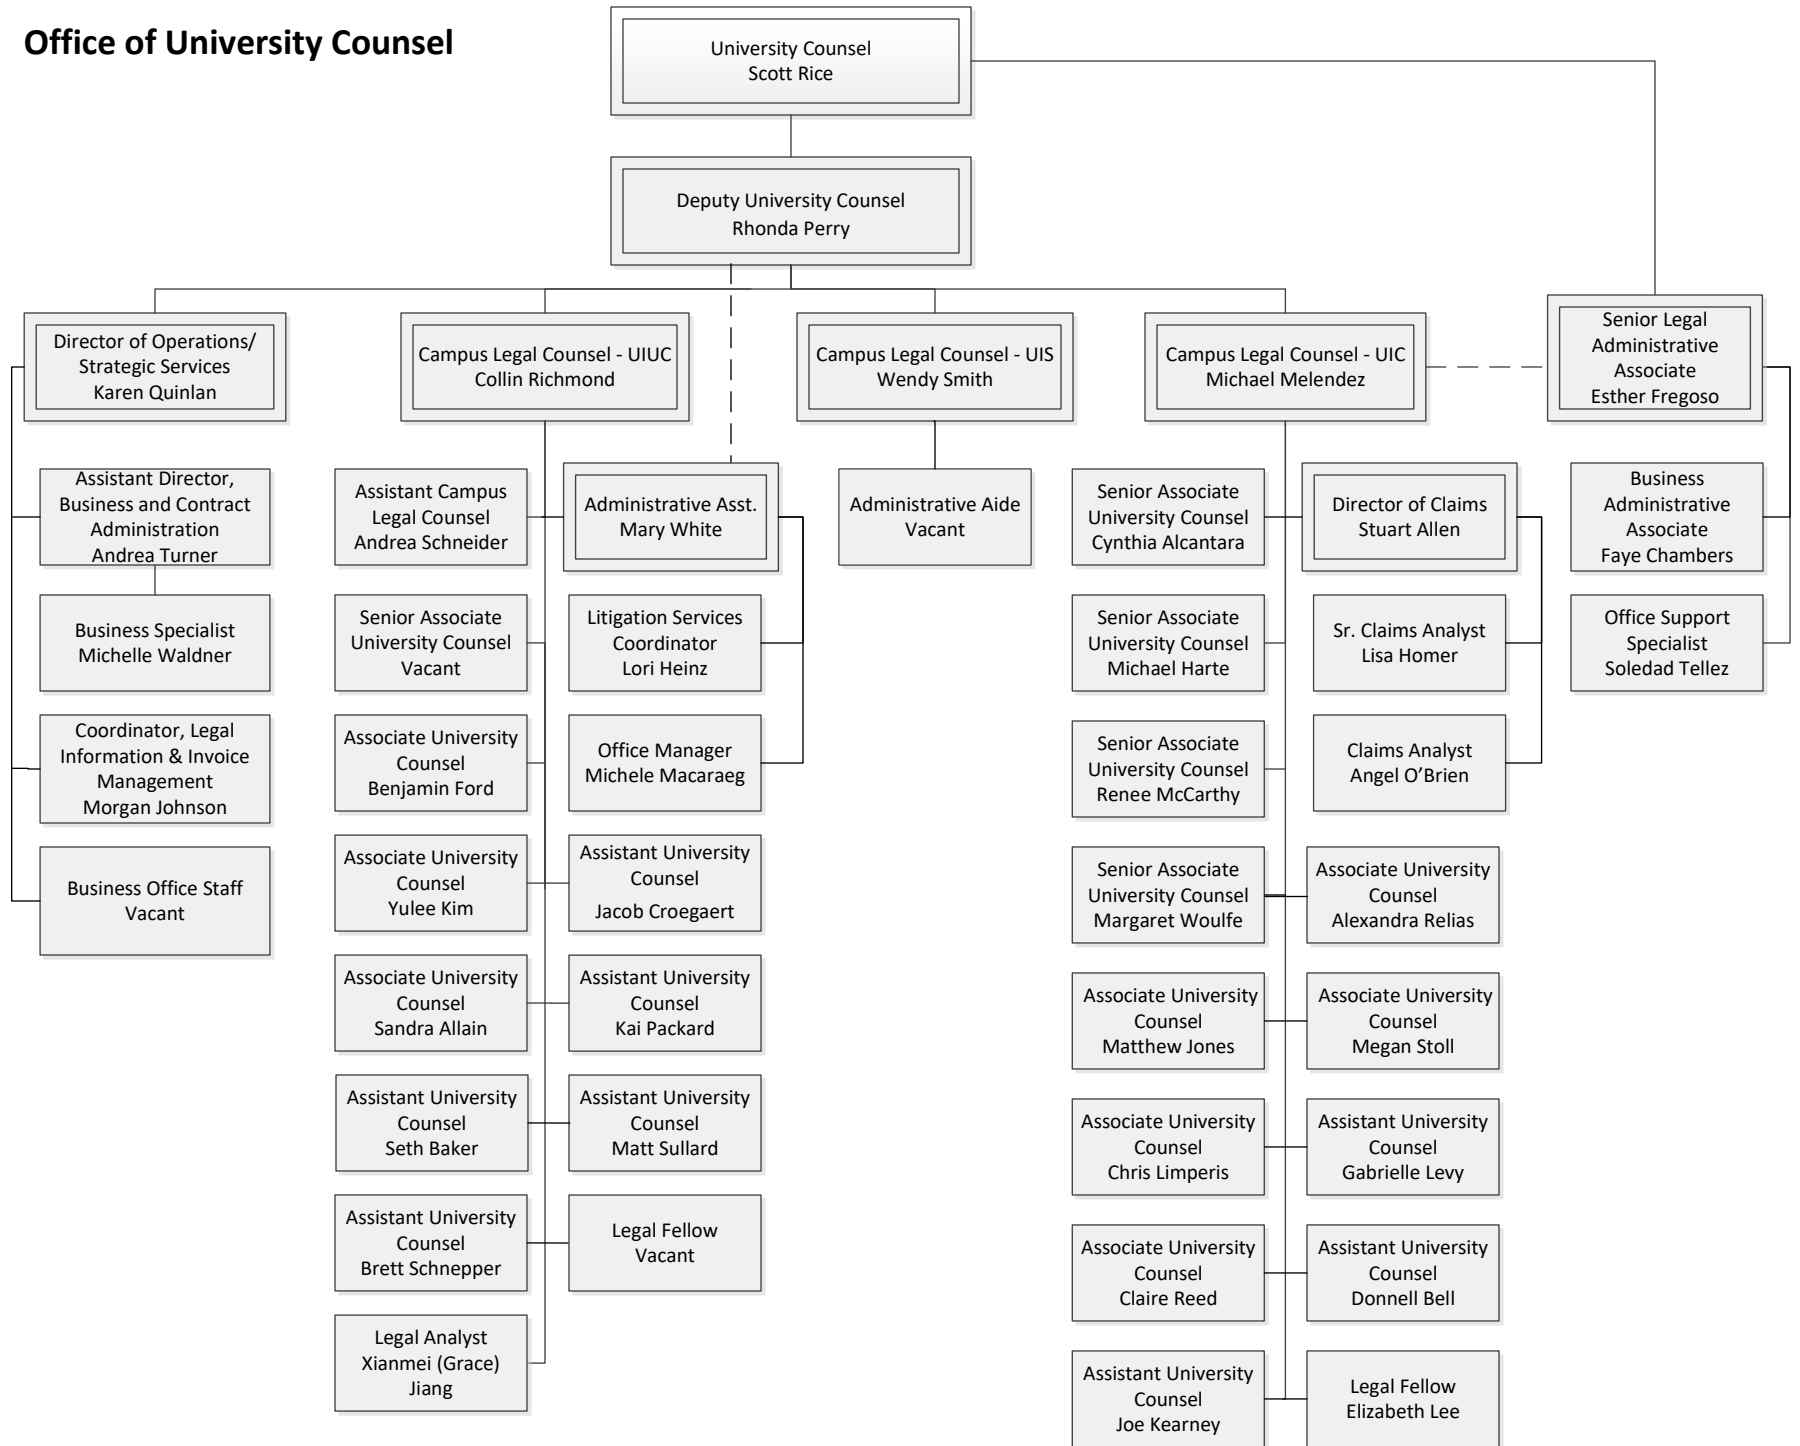 Office of University Counsel
University Counsel
Scott Rice
Deputy University Counsel
Rhonda Perry
Director of Operations/
Strategic Services
Karen Quinlan
Campus Legal Counsel - UIUC
Collin Richmond
Campus Legal Counsel - UIS
Wendy Smith
Campus Legal Counsel - UIC
Michael Melendez
Senior Legal
Administrative
Associate
Esther Fregoso
Assistant Director,
Business and Contract
Administration
Andrea Turner
Business Specialist
Michelle Waldner
Coordinator, Legal
Information & Invoice
Management
Morgan Johnson
Business Office Staff
Vacant
Assistant Campus
Legal Counsel
Andrea Schneider
Administrative Asst.
Mary White
Senior Associate
University Counsel
Vacant
Litigation Services
Coordinator
Lori Heinz
Associate University
Counsel
Benjamin Ford
Office Manager
Michele Macaraeg
Associate University
Counsel
Yulee Kim
Assistant University
Counsel
Jacob Croegaert
Associate University
Counsel
Sandra Allain
Assistant University
Counsel
Kai Packard
Assistant University
Counsel
Seth Baker
Assistant University
Counsel
Matt Sullard
Assistant University
Counsel
Brett Schnepper
Legal Fellow
Vacant
Legal Analyst
Xianmei (Grace)
Jiang
Administrative Aide
Vacant
Senior Associate
University Counsel
Cynthia Alcantara
Director of Claims
Stuart Allen
Senior Associate
University Counsel
Michael Harte
Sr. Claims Analyst
Lisa Homer
Senior Associate
University Counsel
Renee McCarthy
Claims Analyst
Angel O’Brien
Senior Associate
University Counsel
Margaret Woulfe
Associate University
Counsel
Alexandra Relias
Associate University
Counsel
Matthew Jones
Associate University
Counsel
Megan Stoll
Associate University
Counsel
Chris Limperis
Assistant University
Counsel
Gabrielle Levy
Associate University
Counsel
Claire Reed
Assistant University
Counsel
Donnell Bell
Assistant University
Counsel
Joe Kearney
Legal Fellow
Elizabeth Lee
Business
Administrative
Associate
Faye Chambers
Office Support
Specialist
Soledad Tellez